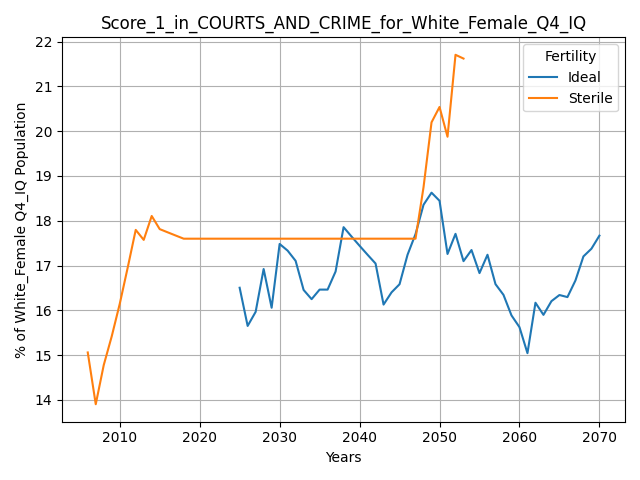 Score_1_in_COURTS_AND_CRIME_for_White_Female_Q4_IQ
% of White_Female Q4_IQ Population
22
21
20
19
18
17
16
15
14
Fertility
Ideal
Sterile
2010 2020 2030 2040 2050 2060 2070
Years